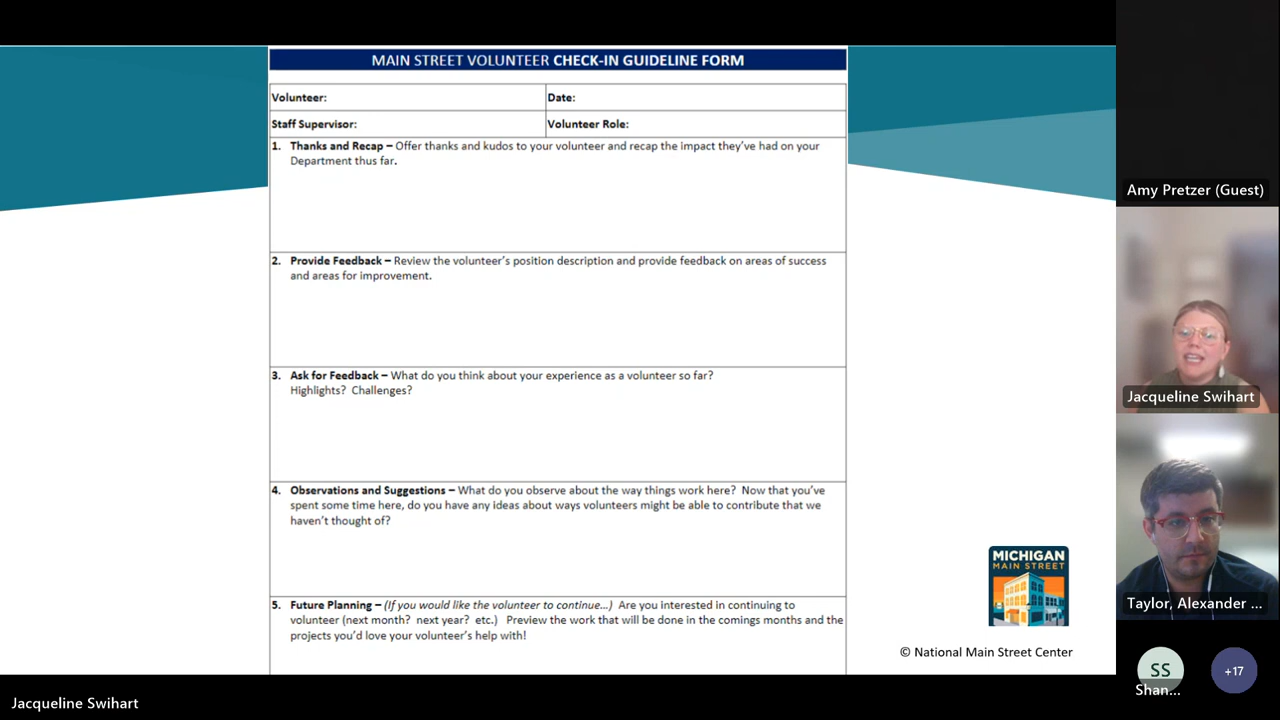 MAIN STREET VOLUNTEER CHECK-IN GUIDELINE FORM
Volunteer:
Date:
Staff Supervisor:
Volunteer Role:
1. Thanks and Recap – Offer thanks and kudos to your volunteer and recap the impact they've had on your
Department thus far.
2. Provide Feedback – Review the volunteer's position description and provide feedback on areas of success
and areas for improvement.
3. Ask for Feedback – What do you think about your experience as a volunteer so far?
Highlights? Challenges?
4. Observations and Suggestions – What do you observe about the way things work here? Now that you've
spent some time here, do you have any ideas about ways volunteers might be able to contribute that we
haven't thought of?
5. Future Planning – (If you would like the volunteer to continue...) Are you interested in continuing to
volunteer (next month? next year? etc.) Preview the work that will be done in the comings months and the
projects you'd love your volunteer's help with!
MICHIGAN
MAIN STREET
© National Main Street Center
Amy Pretzer (Guest)
Jacqueline Swihart
Taylor, Alexander ...
SS
Shan...
+17
Jacqueline Swihart